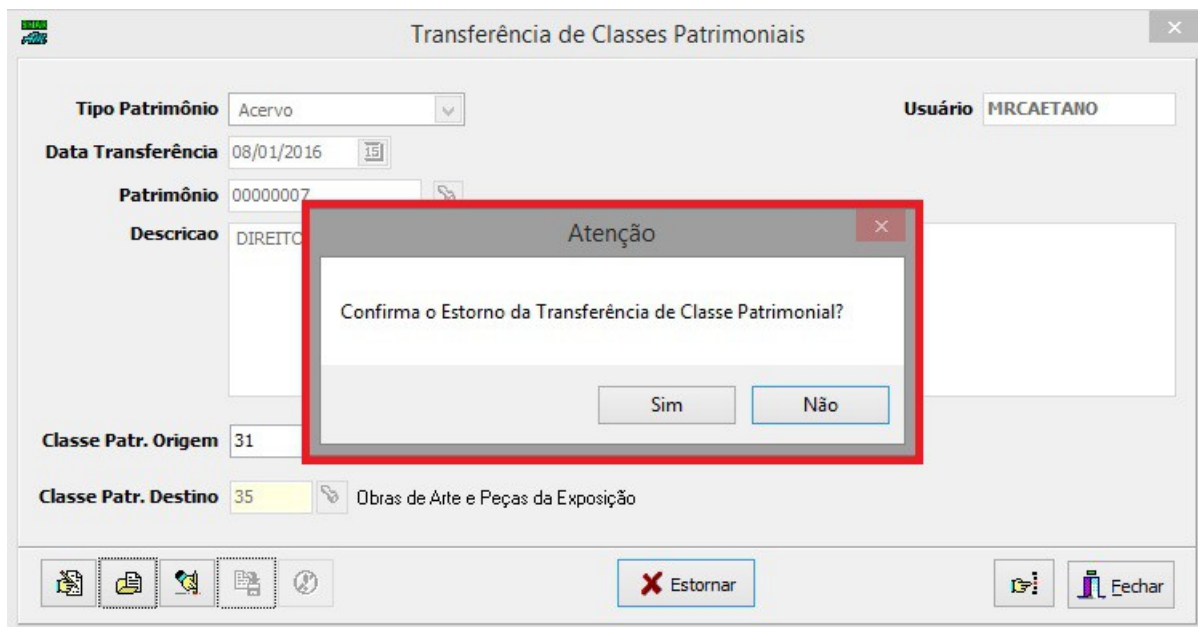 Transferência de Classes Patrimoniais
Tipo Patrimônio Acervo Usuário MRCAETANO
Data Transferência 08/01/2016 15
Patrimônio 00000007
Descricao DIREITO
Atenção
Confirma o Estorno da Transferência de Classe Patrimonial?
Sim Não
Classe Patr. Origem 31
Classe Patr. Destino 35 Obras de Arte e Peças da Exposição
Estornar Fechar